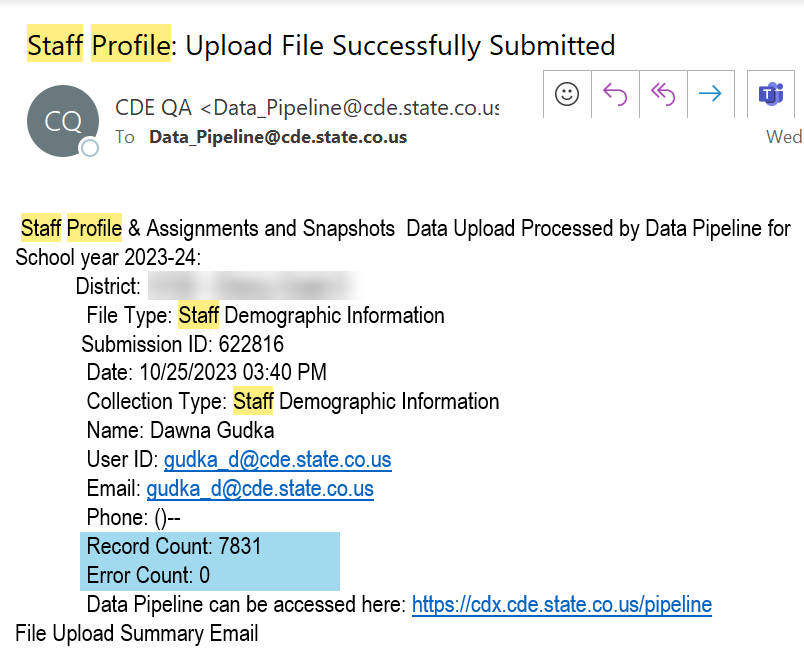 Staff Profile: Upload File Successfully Submitted
CQ
CDE QA <Data_Pipeline@cde.state.co.us
To Data_Pipeline@cde.state.co.us
Wed
Staff Profile & Assignments and Snapshots Data Upload Processed by Data Pipeline for
School year 2023-24:
District:
File Type: Staff Demographic Information
Submission ID: 622816
Date: 10/25/2023 03:40 PM
Collection Type: Staff Demographic Information
Name: Dawna Gudka
User ID: gudka_d@cde.state.co.us
Email: gudka_d@cde.state.co.us
Phone: ()--
Record Count: 7831
Error Count: 0
Data Pipeline can be accessed here: https://cdx.cde.state.co.us/pipeline
File Upload Summary Email